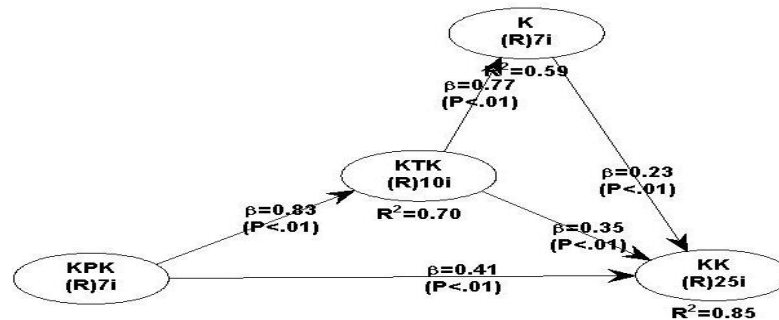 K
(R)7i
R²=0.59
β=0.77
(P<.01)
KTK
(R)10i
R²=0.70
β=0.23
(P<.01)
β=0.83
(P<.01)
β=0.35
(P<.01)
KPK
(R)7i
β=0.41
(P<.01)
KK
(R)25i
R²=0.85